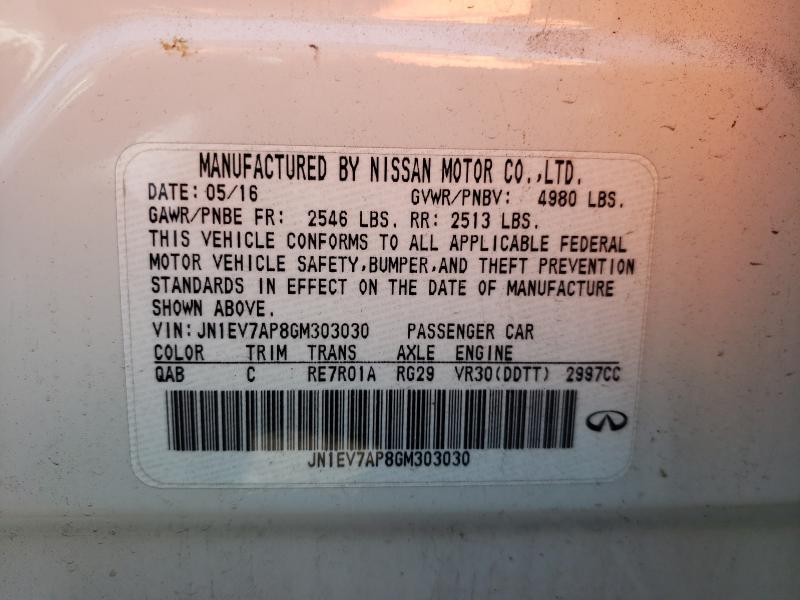 MANUFACTURED BY NISSAN MOTOR CO.,LTD.
DATE: 05/16 GVWR/PNBV: 4980 LBS.
GAWR/PNBE FR: 2546 LBS. RR: 2513 LBS.
THIS VEHICLE CONFORMS TO ALL APPLICABLE FEDERAL
MOTOR VEHICLE SAFETY,BUMPER,AND THEFT PREVENTION
STANDARDS IN EFFECT ON THE DATE OF MANUFACTURE
SHOWN ABOVE.
VIN: JN1EV7AP8GM303030 PASSENGER CAR
COLOR TRIM TRANS AXLE ENGINE
QAB C RE7R01A RG29 VR30(DDTT) 2997CC
JN1EV7AP8GM303030